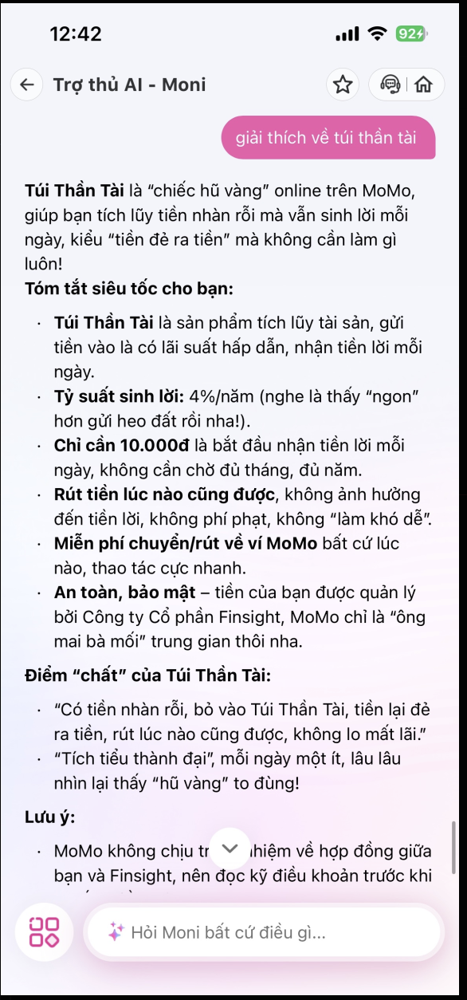 12:42
92
Trợ thủ AI - Moni
giải thích về túi thần tài
Túi Thần Tài là “chiếc hũ vàng” online trên MoMo,
giúp bạn tích lũy tiền nhàn rỗi mà vẫn sinh lời mỗi
ngày, kiểu “tiền đẻ ra tiền” mà không cần làm gì
luôn!
Tóm tắt siêu tốc cho bạn:
· Túi Thần Tài là sản phẩm tích lũy tài sản, gửi
tiền vào là có lãi suất hấp dẫn, nhận tiền lời mỗi
ngày.
· Tỷ suất sinh lời: 4%/năm (nghe là thấy “ngon”
hơn gửi heo đất rồi nha!).
· Chỉ cần 10.000đ là bắt đầu nhận tiền lời mỗi
ngày, không cần chờ đủ tháng, đủ năm.
· Rút tiền lúc nào cũng được, không ảnh hưởng
đến tiền lời, không phí phạt, không “làm khó dễ”.
· Miễn phí chuyển/rút về ví MoMo bất cứ lúc
nào, thao tác cực nhanh.
· An toàn, bảo mật – tiền của bạn được quản lý
bởi Công ty Cổ phần Finsight, MoMo chỉ là “ông
mai bà mối” trung gian thôi nha.
Điểm “chất” của Túi Thần Tài:
· “Có tiền nhàn rỗi, bỏ vào Túi Thần Tài, tiền lại đẻ
ra tiền, rút lúc nào cũng được, không lo mất lãi.”
· “Tích tiểu thành đại”, mỗi ngày một ít, lâu lâu
nhìn lại thấy “hũ vàng” to đùng!
Lưu ý:
· MoMo không chịu về hợp đồng giữa
bạn và Finsight, nên đọc kỹ điều khoản trước khi
Hỏi Moni bất cứ điều gì...